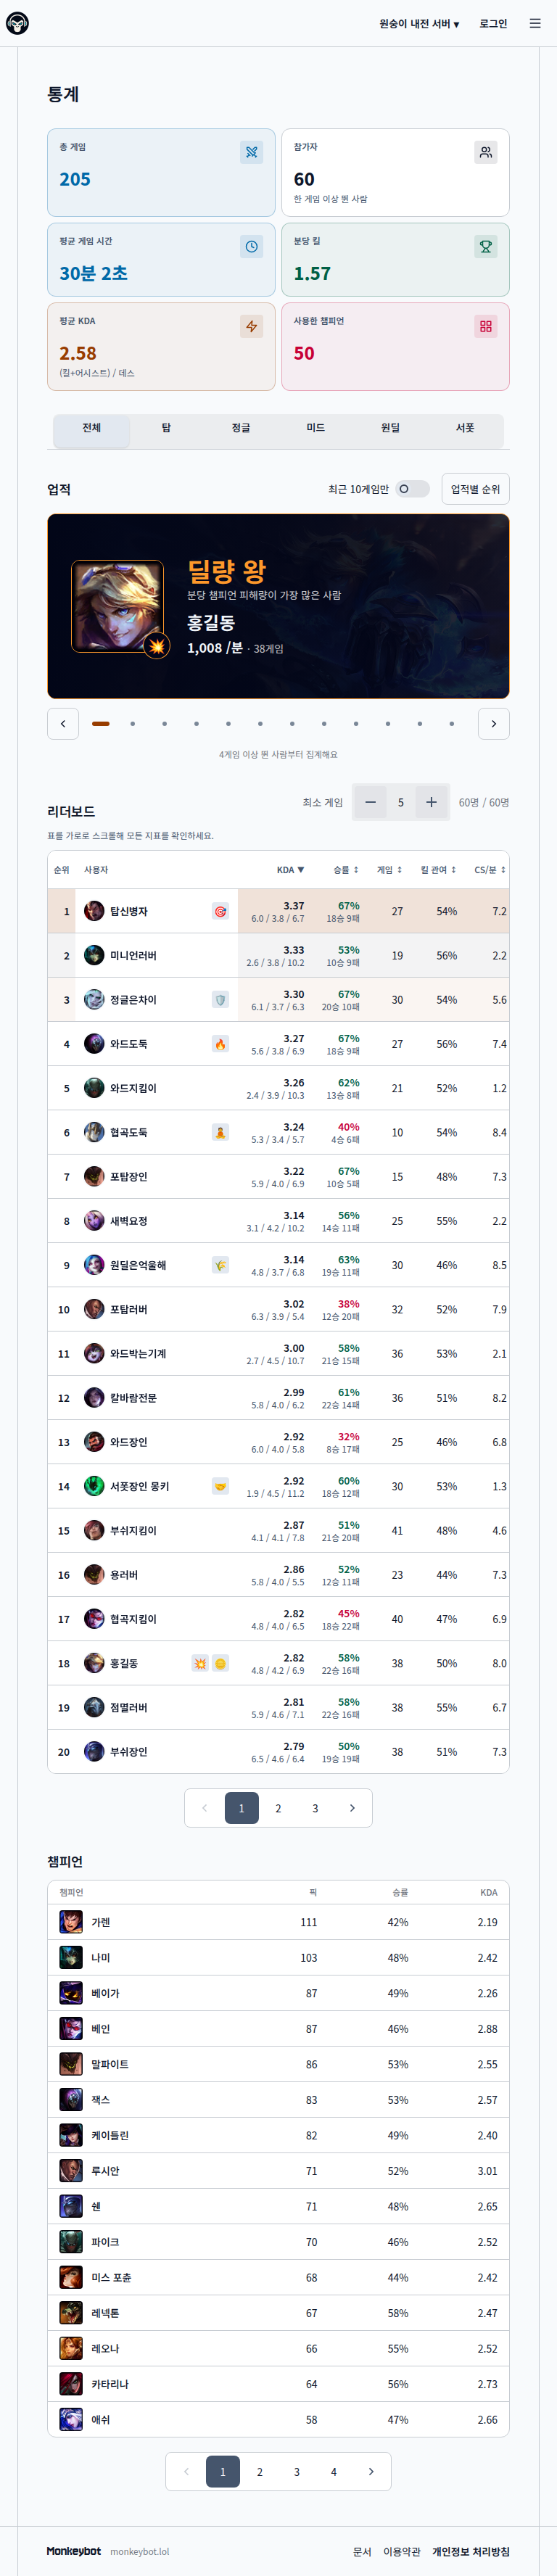 원숭이 내전 서버 ▾
로그인
통계
총 게임
205
참가자
60
한 게임 이상 뛴 사람
평균 게임 시간
30분 2초
분당 킬
1.57
평균 KDA
2.58
(킬+어시스트) / 데스
사용한 챔피언
50
전체 탑 정글 미드 원딜 서폿
업적
최근 10게임만
업적별 순위
딜량 왕
분당 챔피언 피해량이 가장 많은 사람
홍길동
1,008 /분 · 38게임
4게임 이상 뛴 사람부터 집계해요
리더보드
최소 게임 5 60명 / 60명
표를 가로로 스크롤해 모든 지표를 확인하세요.
순위 사용자 KDA ▼ 승률 ↕ 게임 ↕ 킬 관여 ↕ CS/분 ↕
1 탑신병자 3.37 67% 27 54% 7.2
6.0 / 3.8 / 6.7 18승 9패
2 미니언러버 3.33 53% 19 56% 2.2
2.6 / 3.8 / 10.2 10승 9패
3 정글은차이 3.30 67% 30 54% 5.6
6.1 / 3.7 / 6.3 20승 10패
4 와드도둑 3.27 67% 27 56% 7.4
5.6 / 3.8 / 6.9 18승 9패
5 와드지킴이 3.26 62% 21 52% 1.2
2.4 / 3.9 / 10.3 13승 8패
6 협곡도둑 3.24 40% 10 54% 8.4
5.3 / 3.4 / 5.7 4승 6패
7 포탑장인 3.22 67% 15 48% 7.3
5.9 / 4.0 / 6.9 10승 5패
8 새벽요정 3.14 56% 25 55% 2.2
3.1 / 4.2 / 10.2 14승 11패
9 원딜은억울해 3.14 63% 30 46% 8.5
4.8 / 3.7 / 6.8 19승 11패
10 포탑러버 3.02 38% 32 52% 7.9
6.3 / 3.9 / 5.4 12승 20패
11 와드박는기계 3.00 58% 36 53% 2.1
2.7 / 4.5 / 10.7 21승 15패
12 칼바람전문 2.99 61% 36 51% 8.2
5.8 / 4.0 / 6.2 22승 14패
13 와드장인 2.92 32% 25 46% 6.8
6.0 / 4.0 / 5.8 8승 17패
14 서폿장인 몽키 2.92 60% 30 53% 1.3
1.9 / 4.5 / 11.2 18승 12패
15 부쉬지킴이 2.87 51% 41 48% 4.6
4.1 / 4.1 / 7.8 21승 20패
16 용러버 2.86 52% 23 44% 7.3
5.8 / 4.0 / 5.5 12승 11패
17 협곡지킴이 2.82 45% 40 47% 6.9
4.8 / 4.0 / 6.5 18승 22패
18 홍길동 2.82 58% 38 50% 8.0
4.8 / 4.2 / 6.9 22승 16패
19 점멸러버 2.81 58% 38 55% 6.7
5.9 / 4.6 / 7.1 22승 16패
20 부쉬장인 2.79 50% 38 51% 7.3
6.5 / 4.6 / 6.4 19승 19패
1 2 3
챔피언
챔피언 픽 승률 KDA
가렌 111 42% 2.19
나미 103 48% 2.42
베이가 87 49% 2.26
베인 87 46% 2.88
말파이트 86 53% 2.55
잭스 83 53% 2.57
케이틀린 82 49% 2.40
루시안 71 52% 3.01
쉔 71 48% 2.65
파이크 70 46% 2.52
미스 포츈 68 44% 2.42
레넥톤 67 58% 2.47
레오나 66 55% 2.52
카타리나 64 56% 2.73
애쉬 58 47% 2.66
1 2 3 4
Monkeybot monkeybot.lol
문서 이용약관 개인정보 처리방침